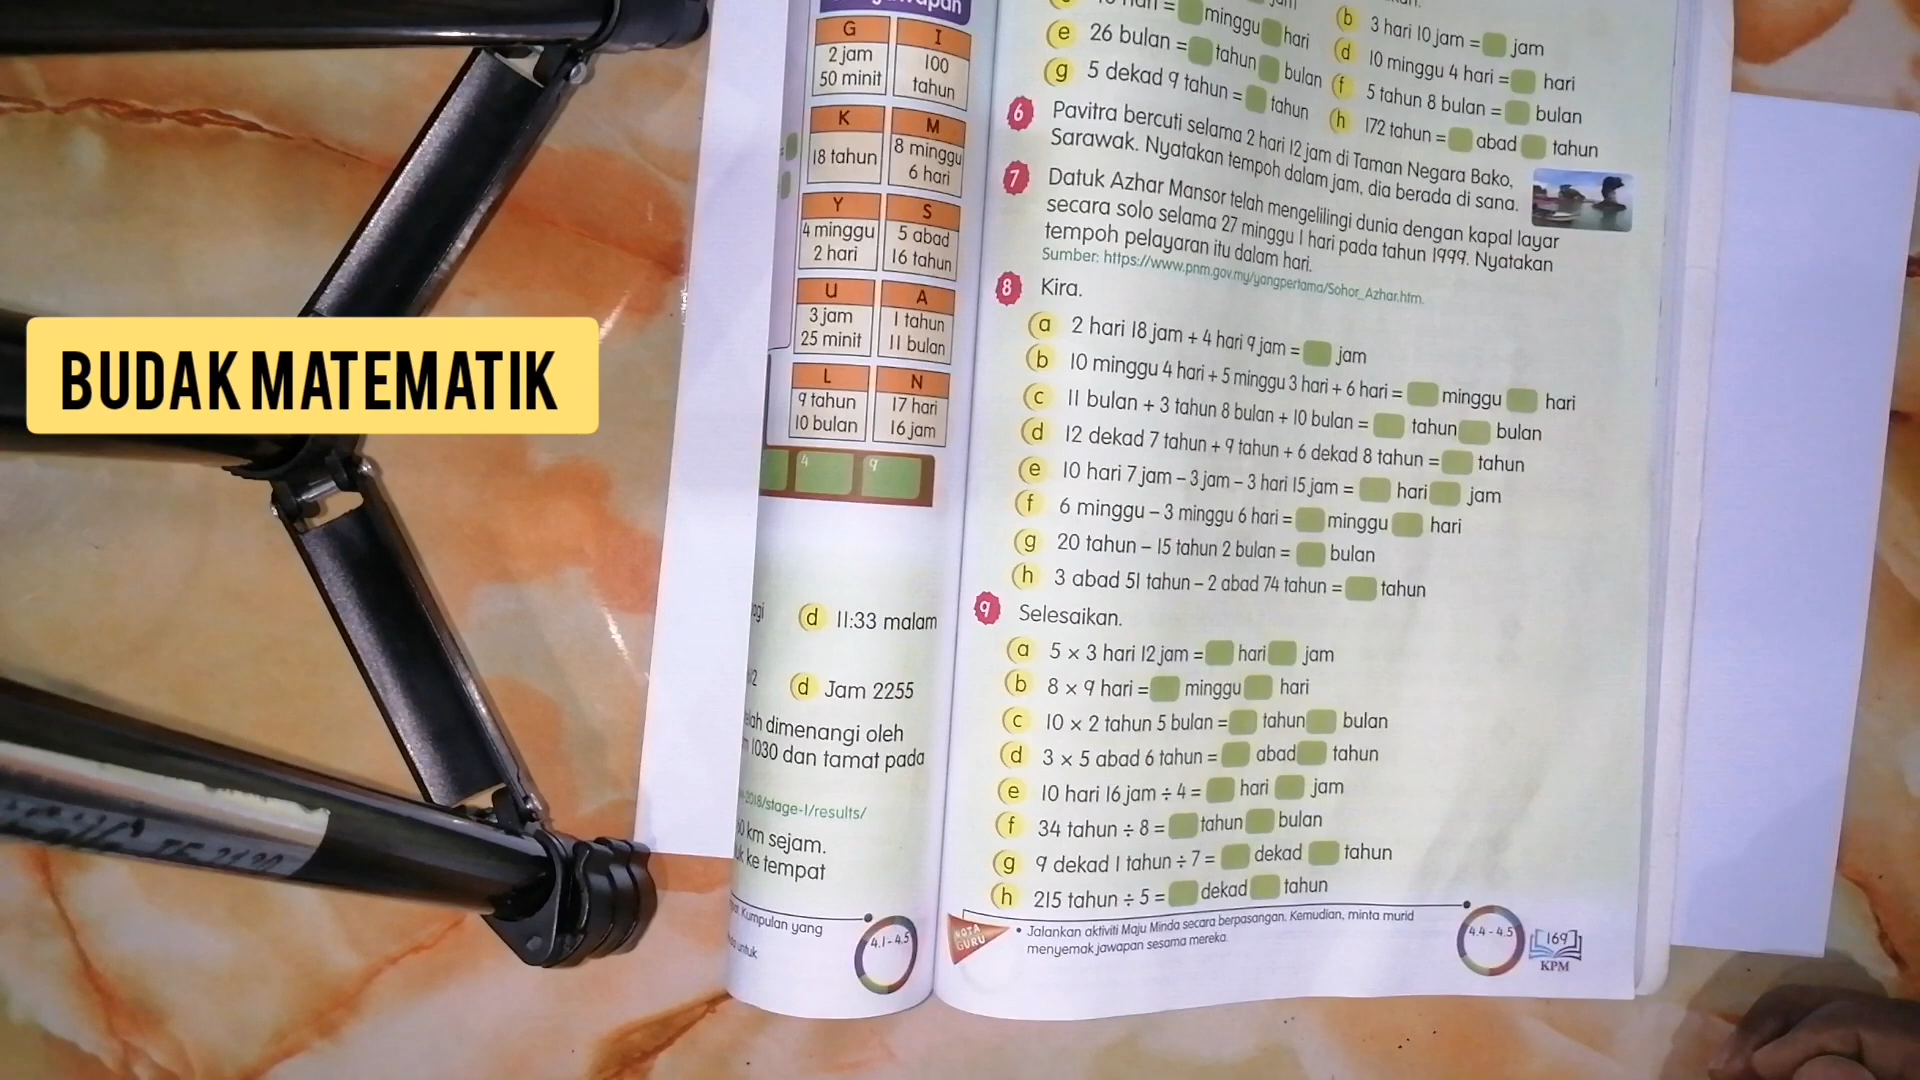 BUDAK MATEMATIK
G
2 jam
50 minit
I
100
tahun
K
18 tahun
M
8 minggu
6 hari
Y
4 minggu
2 hari
S
5 abad
16 tahun
U
3 jam
25 minit
A
1 tahun
11 bulan
L
9 tahun
10 bulan
N
17 hari
16 jam
4 9
d 11:33 malam
d Jam 2255
dimenangi oleh
1030 dan tamat pada
2018/stage-1/results/
km sejam.
ke tempat
Kumpulan yang
untuk
4.1 - 4.5
minggu hari
b 3 hari 10 jam = jam
e 26 bulan = tahun bulan
d 10 minggu 4 hari = hari
g 5 dekad 9 tahun = tahun
f 5 tahun 8 bulan = bulan
h 172 tahun = abad tahun
6 Pavitra bercuti selama 2 hari 12 jam di Taman Negara Bako,
Sarawak. Nyatakan tempoh dalam jam, dia berada di sana.
7 Datuk Azhar Mansor telah mengelilingi dunia dengan kapal layar
secara solo selama 27 minggu 1 hari pada tahun 1999. Nyatakan
tempoh pelayaran itu dalam hari.
Sumber: https://www.pnm.gov.my/yangpertama/Sohor_Azhar.htm.
8 Kira.
a 2 hari 18 jam + 4 hari 9 jam = jam
b 10 minggu 4 hari + 5 minggu 3 hari + 6 hari = minggu hari
c 11 bulan + 3 tahun 8 bulan + 10 bulan = tahun bulan
d 12 dekad 7 tahun + 9 tahun + 6 dekad 8 tahun = tahun
e 10 hari 7 jam – 3 jam – 3 hari 15 jam = hari jam
f 6 minggu – 3 minggu 6 hari = minggu hari
g 20 tahun – 15 tahun 2 bulan = bulan
h 3 abad 51 tahun – 2 abad 74 tahun = tahun
9 Selesaikan.
a 5 × 3 hari 12 jam = hari jam
b 8 × 9 hari = minggu hari
c 10 × 2 tahun 5 bulan = tahun bulan
d 3 × 5 abad 6 tahun = abad tahun
e 10 hari 16 jam ÷ 4 = hari jam
f 34 tahun ÷ 8 = tahun bulan
g 9 dekad 1 tahun ÷ 7 = dekad tahun
h 215 tahun ÷ 5 = dekad tahun
NOTA
GURU
• Jalankan aktiviti Maju Minda secara berpasangan. Kemudian, minta murid
menyemak jawapan sesama mereka.
4.4 - 4.5
169
KPM